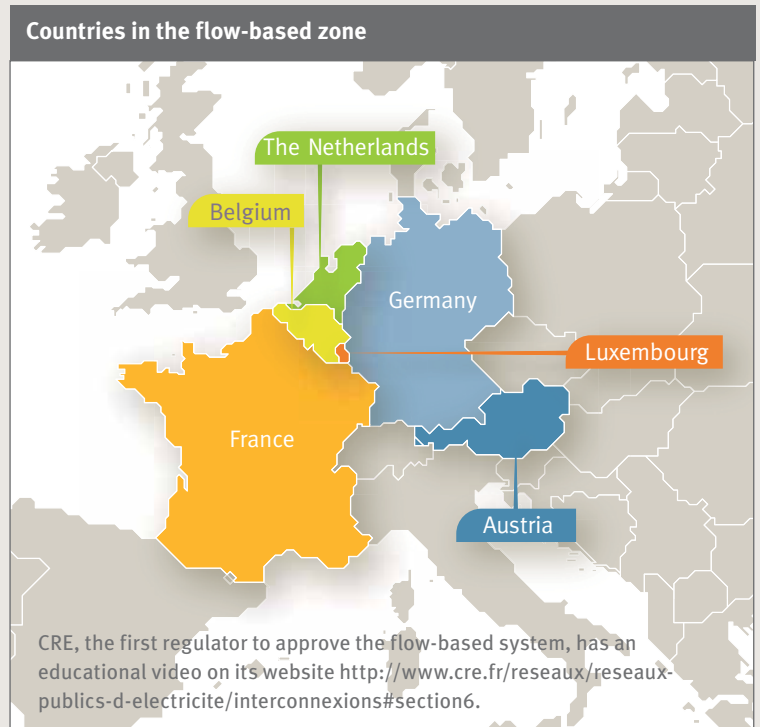 Countries in the flow-based zone
The Netherlands
Belgium
Germany
Luxembourg
France
Austria
CRE, the first regulator to approve the flow-based system, has an
educational video on its website http://www.cre.fr/reseaux/reseaux-
publics-d-electricite/interconnexions#section6.